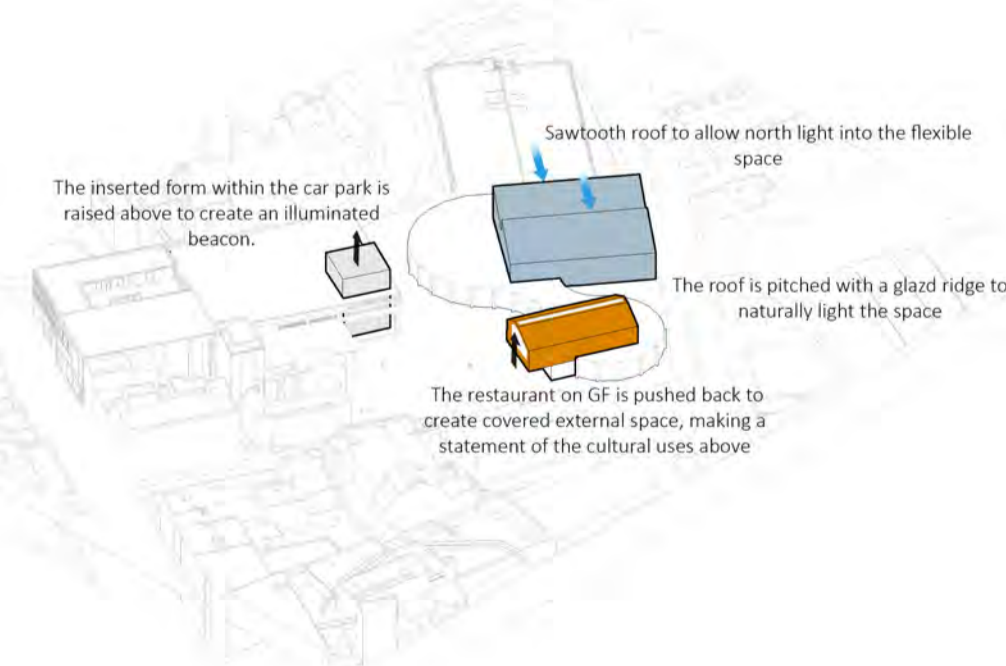 Sawtooth roof to allow north light into the flexible
space
The inserted form within the car park is
raised above to create an illuminated
beacon.
The roof is pitched with a glazd ridge to
naturally light the space
The restaurant on GF is pushed back to
create covered external space, making a
statement of the cultural uses above